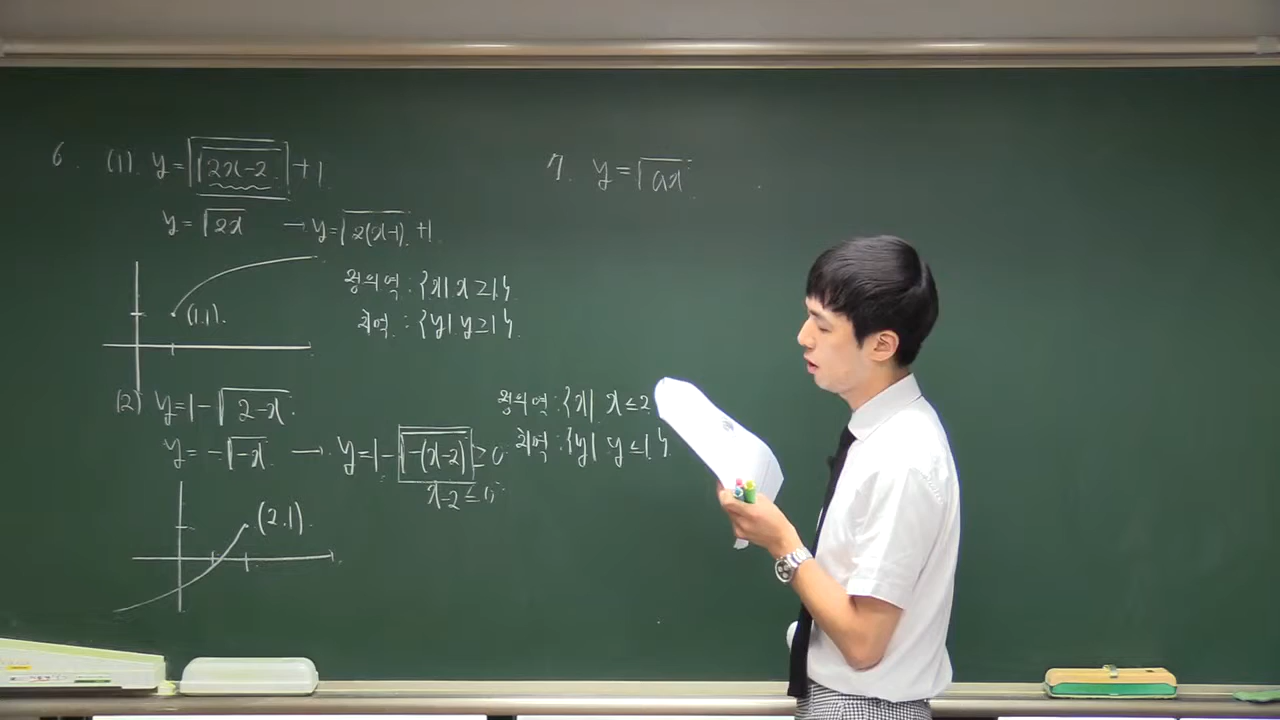 6. (1). y=√(2x-2)+1
y=√(2x) → y=√(2(x-1))+1
정의역 : {x| x≥1}
치역 : {y| y≥1}
(1.1).
(2) y=1-√(2-x)
y=-√(-x) → y=1-√(-(x-2)) ≥0
x-2≤0
정의역 : {x| x≤2
치역 : {y| y≤1}
(2.1).
7. y=√(ax)